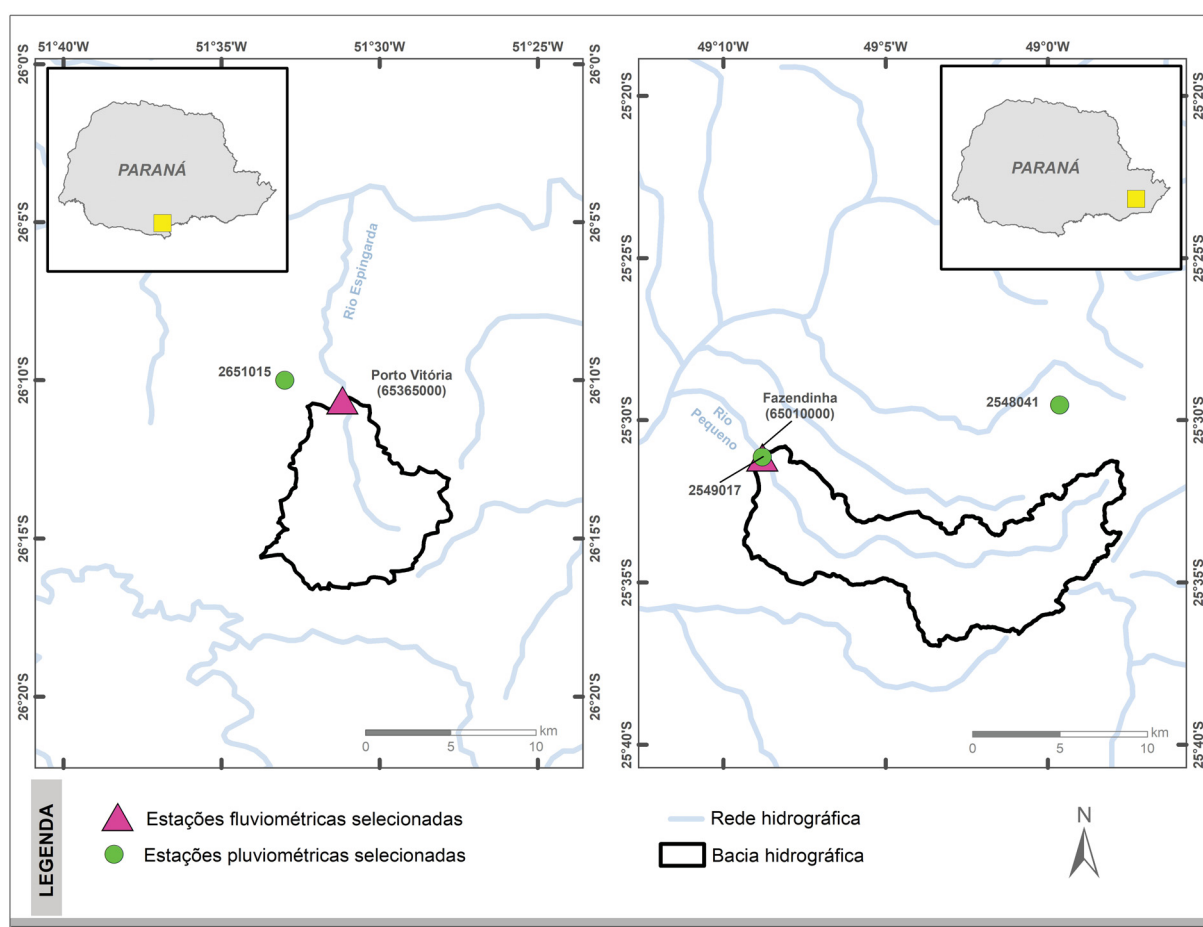 51°40'W
51°35'W
51°30'W
51°25'W
49°10'W
49°5'W
49°0'W
26°0'S
26°5'S
26°10'S
26°15'S
26°20'S
26°0'S
26°5'S
26°10'S
26°15'S
26°20'S
25°20'S
25°25'S
25°30'S
25°35'S
25°40'S
25°20'S
25°25'S
25°30'S
25°35'S
25°40'S
PARANÁ
Rio Espingarda
2651015
Porto Vitória
(65365000)
km
0
5
10
PARANÁ
Rio
Pequeno
Fazendinha
(65010000)
2548041
2549017
km
0
5
10
LEGENDA
Estações fluviométricas selecionadas
Estações pluviométricas selecionadas
Rede hidrográfica
Bacia hidrográfica
N